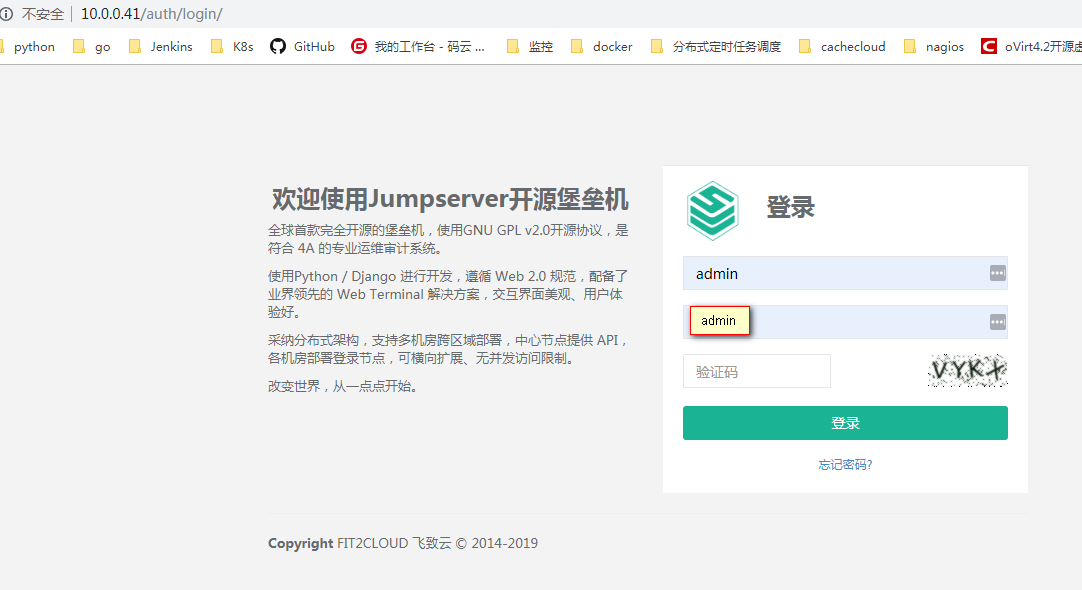 不安全 10.0.0.41/auth/login/
python go Jenkins K8s GitHub 我的工作台 - 码云 ... 监控 docker 分布式定时任务调度 cachecloud nagios oVirt4.2开源虚
欢迎使用Jumpserver开源堡垒机
全球首款完全开源的堡垒机，使用GNU GPL v2.0开源协议，是
符合 4A 的专业运维审计系统。
使用Python / Django 进行开发，遵循 Web 2.0 规范，配备了
业界领先的 Web Terminal 解决方案，交互界面美观、用户体
验好。
采纳分布式架构，支持多机房跨区域部署，中心节点提供 API，
各机房部署登录节点，可横向扩展、无并发访问限制。
改变世界，从一点点开始。
登录
admin
admin
验证码
VYKX
登录
忘记密码?
Copyright FIT2CLOUD 飞致云 © 2014-2019